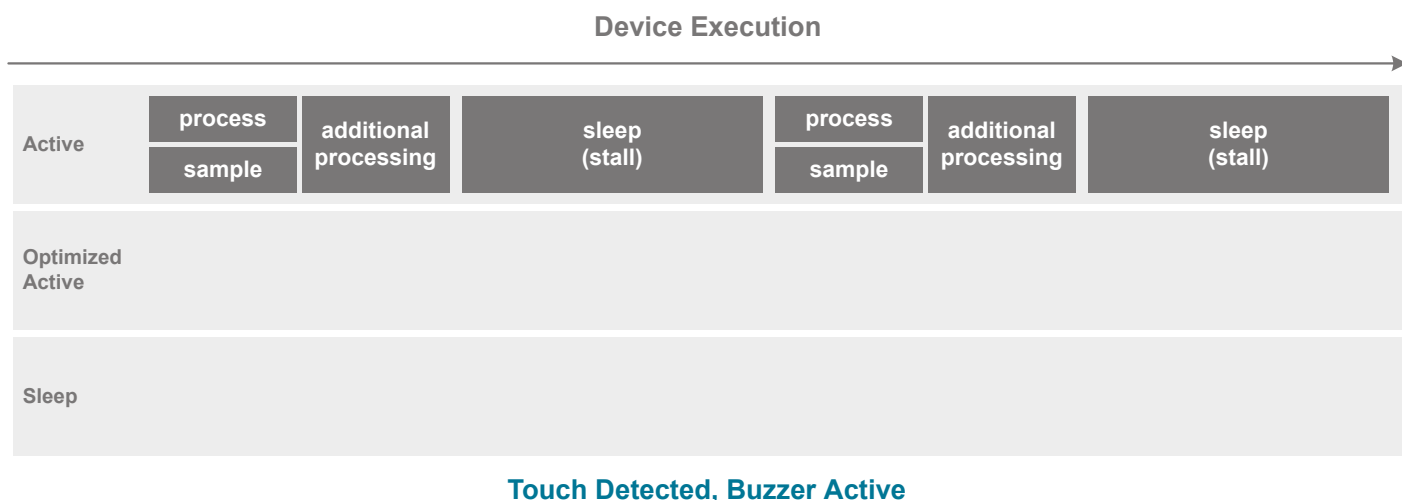 Device Execution
Active
process
sample
additional
processing
sleep
(stall)
process
sample
additional
processing
sleep
(stall)
Optimized
Active
Sleep
Touch Detected, Buzzer Active